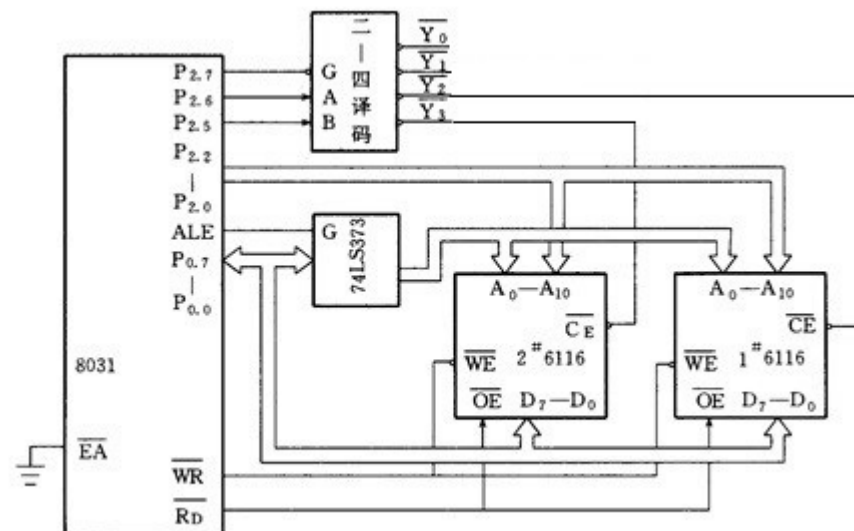 P2.7
P2.6
P2.5
P2.2
|
P2.0
ALE
P0.7
|
P0.0
8031
EA
WR
RD
G
A
B
二—四译码
Y0
Y1
Y2
Y3
G
74LS373
A0—A10
CE
WE
2#6116
OE D7—D0
A0—A10
CE
WE
1#6116
OE D7—D0